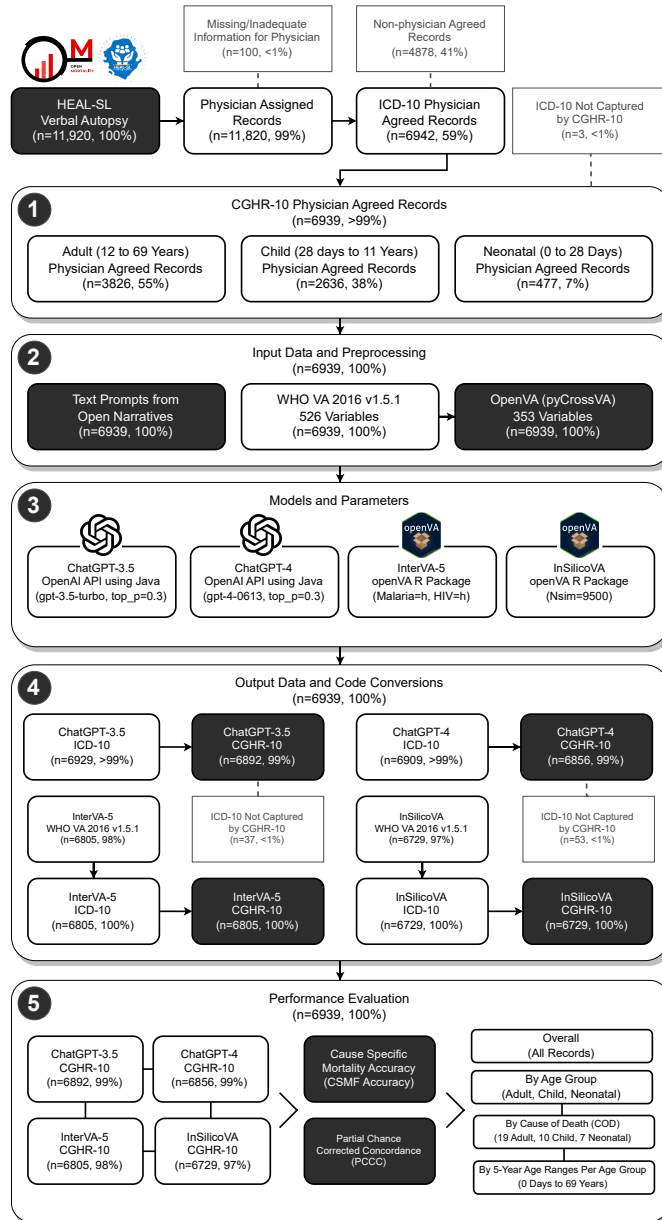 Missing/Inadequate
Information for Physician
(n=100, <1%)
Non-physician Agreed
Records
(n=4878, 41%)
M
OPEN
MORTALITY
HEAL-SL
HEAL-SL
Verbal Autopsy
(n=11,920, 100%)
Physician Assigned
Records
(n=11,820, 99%)
ICD-10 Physician
Agreed Records
(n=6942, 59%)
ICD-10 Not Captured
by CGHR-10
(n=3, <1%)
1
CGHR-10 Physician Agreed Records
(n=6939, >99%)
Adult (12 to 69 Years)
Physician Agreed Records
(n=3826, 55%)
Child (28 days to 11 Years)
Physician Agreed Records
(n=2636, 38%)
Neonatal (0 to 28 Days)
Physician Agreed Records
(n=477, 7%)
2
Input Data and Preprocessing
(n=6939, 100%)
Text Prompts from
Open Narratives
(n=6939, 100%)
WHO VA 2016 v1.5.1
526 Variables
(n=6939, 100%)
OpenVA (pyCrossVA)
353 Variables
(n=6939, 100%)
3
Models and Parameters
openVA
openVA
ChatGPT-3.5
OpenAI API using Java
(gpt-3.5-turbo, top_p=0.3)
ChatGPT-4
OpenAI API using Java
(gpt-4-0613, top_p=0.3)
InterVA-5
openVA R Package
(Malaria=h, HIV=h)
InSilicoVA
openVA R Package
(Nsim=9500)
4
Output Data and Code Conversions
(n=6939, 100%)
ChatGPT-3.5
ICD-10
(n=6929, >99%)
ChatGPT-3.5
CGHR-10
(n=6892, 99%)
ChatGPT-4
ICD-10
(n=6909, >99%)
ChatGPT-4
CGHR-10
(n=6856, 99%)
InterVA-5
WHO VA 2016 v1.5.1
(n=6805, 98%)
ICD-10 Not Captured
by CGHR-10
(n=37, <1%)
InSilicoVA
WHO VA 2016 v1.5.1
(n=6729, 97%)
ICD-10 Not Captured
by CGHR-10
(n=53, <1%)
InterVA-5
ICD-10
(n=6805, 100%)
InterVA-5
CGHR-10
(n=6805, 100%)
InSilicoVA
ICD-10
(n=6729, 100%)
InSilicoVA
CGHR-10
(n=6729, 100%)
5
Performance Evaluation
(n=6939, 100%)
ChatGPT-3.5
CGHR-10
(n=6892, 99%)
ChatGPT-4
CGHR-10
(n=6856, 99%)
InterVA-5
CGHR-10
(n=6805, 98%)
InSilicoVA
CGHR-10
(n=6729, 97%)
Cause Specific
Mortality Accuracy
(CSMF Accuracy)
Partial Chance
Corrected Concordance
(PCCC)
Overall
(All Records)
By Age Group
(Adult, Child, Neonatal)
By Cause of Death (COD)
(19 Adult, 10 Child, 7 Neonatal)
By 5-Year Age Ranges Per Age Group
(0 Days to 69 Years)